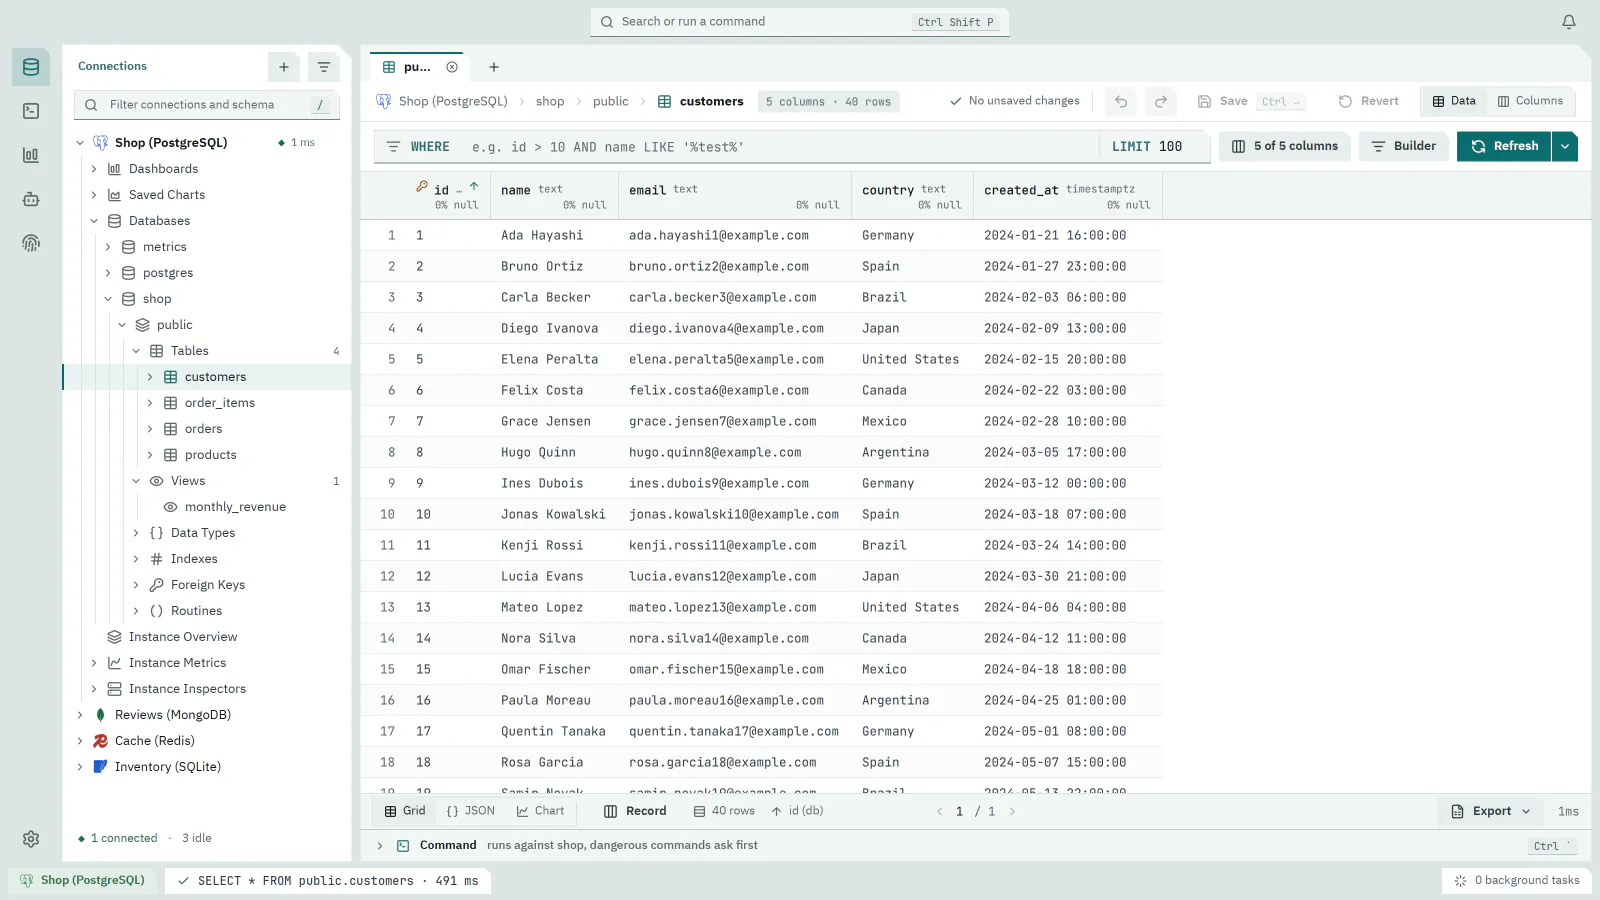 Search or run a command Ctrl Shift P
Connections
Filter connections and schema /
Shop (PostgreSQL) 1 ms
Dashboards
Saved Charts
Databases
metrics
postgres
shop
public
Tables 4
customers
order_items
orders
products
Views 1
monthly_revenue
{} Data Types
# Indexes
Foreign Keys
() Routines
Instance Overview
Instance Metrics
Instance Inspectors
Reviews (MongoDB)
Cache (Redis)
Inventory (SQLite)
1 connected · 3 idle
pu...
Shop (PostgreSQL) shop public customers 5 columns · 40 rows No unsaved changes Save Ctrl Revert Data Columns
WHERE e.g. id > 10 AND name LIKE '%test%' LIMIT 100 5 of 5 columns Builder Refresh
id … name text email text country text created_at timestamptz
0% null 0% null 0% null 0% null 0% null
1 1 Ada Hayashi ada.hayashi1@example.com Germany 2024-01-21 16:00:00
2 2 Bruno Ortiz bruno.ortiz2@example.com Spain 2024-01-27 23:00:00
3 3 Carla Becker carla.becker3@example.com Brazil 2024-02-03 06:00:00
4 4 Diego Ivanova diego.ivanova4@example.com Japan 2024-02-09 13:00:00
5 5 Elena Peralta elena.peralta5@example.com United States 2024-02-15 20:00:00
6 6 Felix Costa felix.costa6@example.com Canada 2024-02-22 03:00:00
7 7 Grace Jensen grace.jensen7@example.com Mexico 2024-02-28 10:00:00
8 8 Hugo Quinn hugo.quinn8@example.com Argentina 2024-03-05 17:00:00
9 9 Ines Dubois ines.dubois9@example.com Germany 2024-03-12 00:00:00
10 10 Jonas Kowalski jonas.kowalski10@example.com Spain 2024-03-18 07:00:00
11 11 Kenji Rossi kenji.rossi11@example.com Brazil 2024-03-24 14:00:00
12 12 Lucia Evans lucia.evans12@example.com Japan 2024-03-30 21:00:00
13 13 Mateo Lopez mateo.lopez13@example.com United States 2024-04-06 04:00:00
14 14 Nora Silva nora.silva14@example.com Canada 2024-04-12 11:00:00
15 15 Omar Fischer omar.fischer15@example.com Mexico 2024-04-18 18:00:00
16 16 Paula Moreau paula.moreau16@example.com Argentina 2024-04-25 01:00:00
17 17 Quentin Tanaka quentin.tanaka17@example.com Germany 2024-05-01 08:00:00
18 18 Rosa Garcia rosa.garcia18@example.com Spain 2024-05-07 15:00:00
19 19 Samin Novak samin.novak19@example.com Brazil 2024-05-13 22:00:00
Grid {} JSON Chart Record 40 rows id (db) 1 / 1 Export 1ms
Command runs against shop, dangerous commands ask first Ctrl `
Shop (PostgreSQL) SELECT * FROM public.customers · 491 ms 0 background tasks